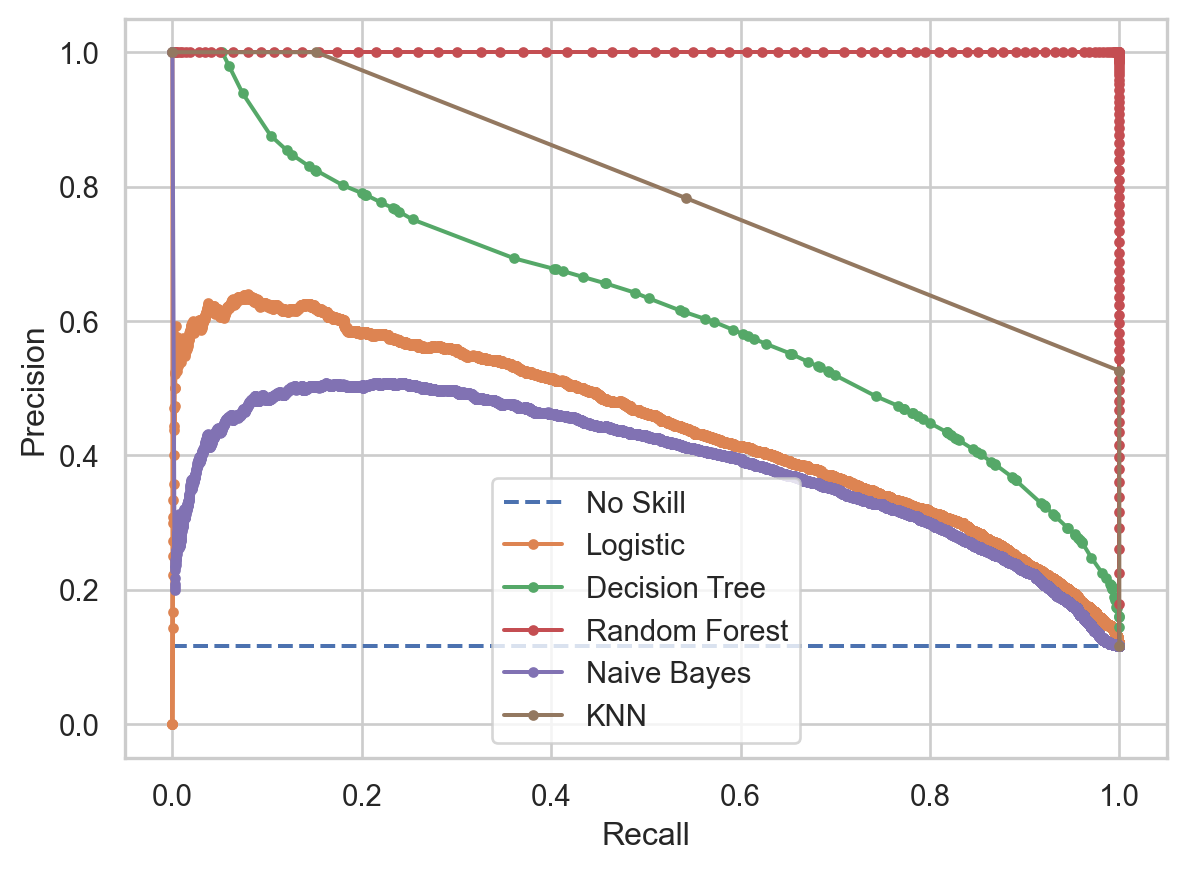 1.0
0.8
0.6
0.4
0.2
0.0
Precision
No Skill
Logistic
Decision Tree
Random Forest
Naive Bayes
KNN
0.0 0.2 0.4 0.6 0.8 1.0
Recall